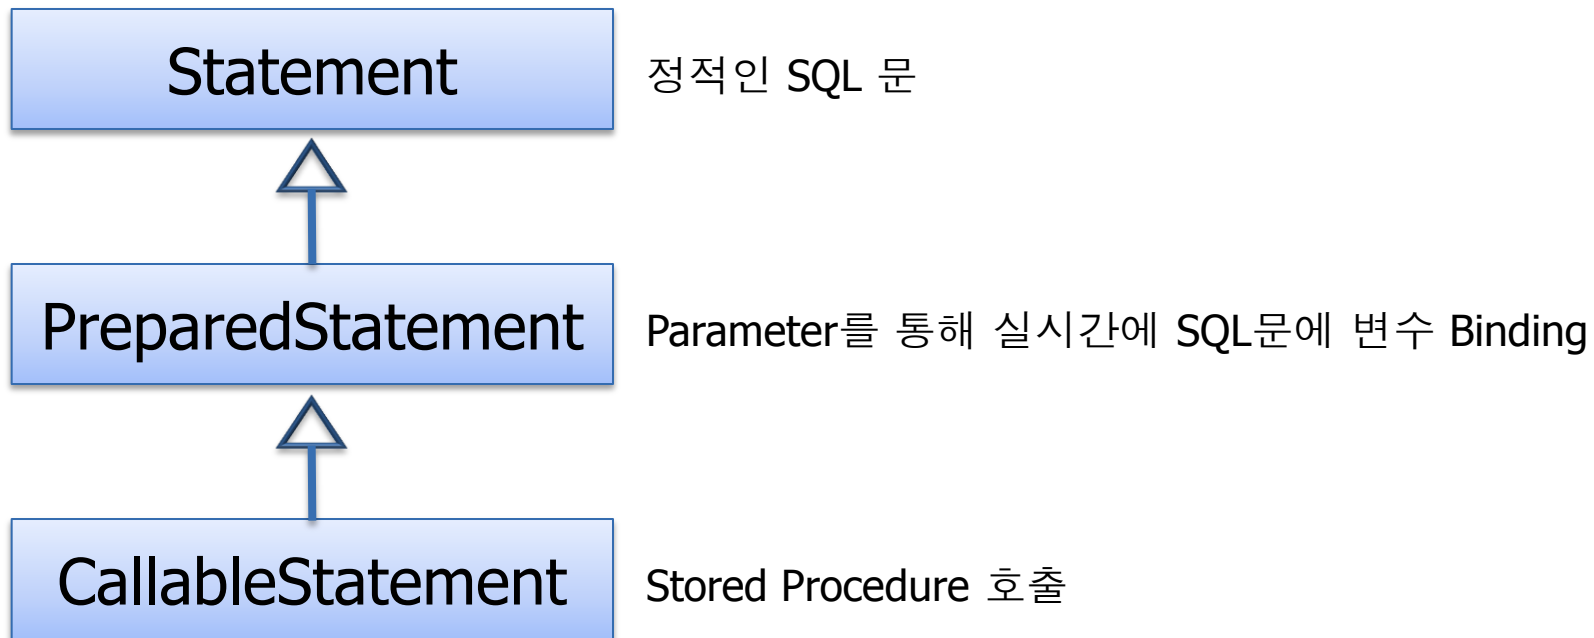 Statement 정적인 SQL 문
PreparedStatement Parameter를 통해 실시간에 SQL문에 변수 Binding
CallableStatement Stored Procedure 호출